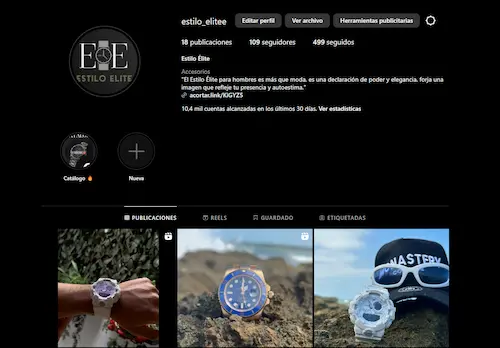 estilo_elitee
Editar perfil
Ver archivo
Herramientas publicitarias
18 publicaciones
109 seguidores
499 seguidos
E E
ESTILO ELITE
Estilo Élite
Accesorios
"El Estilo Élite para hombres es más que moda, es una declaración de poder y elegancia, forja una
imagen que refleje tu presencia y autoestima."
acortar.link/KlGYZ5
10,4 mil cuentas alcanzadas en los últimos 30 días. Ver estadísticas
Catálogo
Nueva
PUBLICACIONES
REELS
GUARDADO
ETIQUETADAS
NASTERY